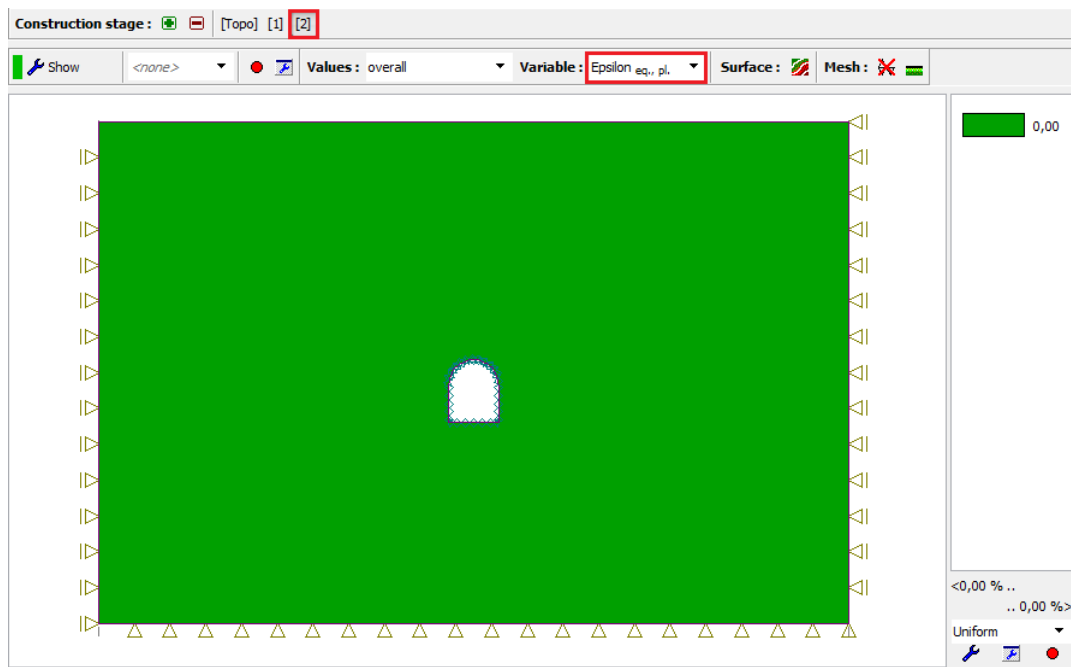 Construction stage : [Topo] [1] [2]
Show <none> Values : overall Variable : Epsilon eq., pl. Surface : Mesh :
0,00
<0,00 % ..
.. 0,00 %>
Uniform